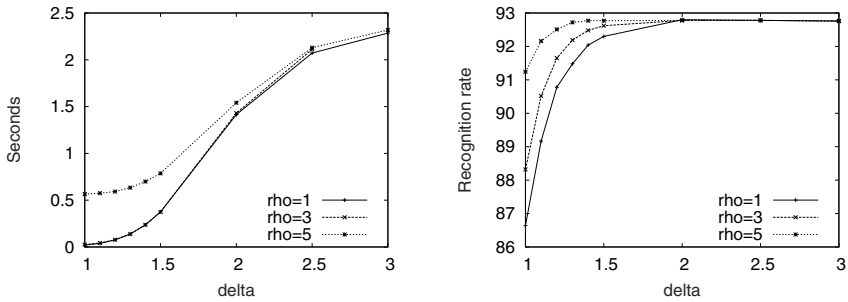 2.5
2
1.5
1
0.5
0
Seconds
rho=1
rho=3
rho=5
1 1.5 2 2.5 3
delta
93
92
91
90
89
88
87
86
Recognition rate
rho=1
rho=3
rho=5
1 1.5 2 2.5 3
delta